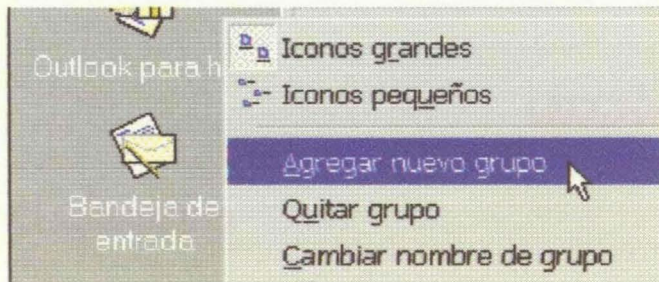 Outlook para h
Iconos grandes
Iconos pequeños
Agregar nuevo grupo
Bandeja de
entrada
Quitar grupo
Cambiar nombre de grupo